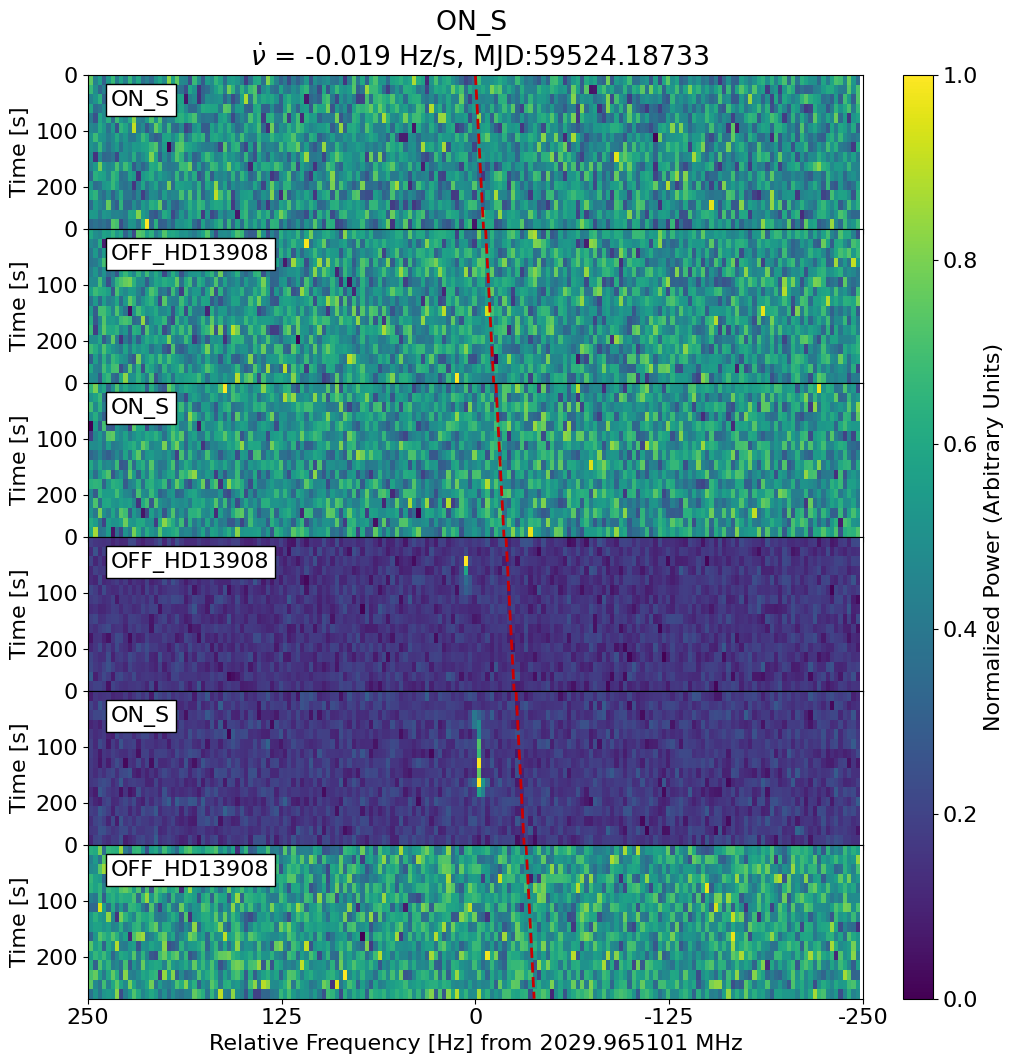 ON_S
ν̇ = -0.019 Hz/s, MJD:59524.18733
0
100
200
Time [s]
ON_S
0
100
200
Time [s]
OFF_HD13908
0
100
200
Time [s]
ON_S
0
100
200
Time [s]
OFF_HD13908
0
100
200
Time [s]
ON_S
0
100
200
Time [s]
OFF_HD13908
250
125
0
-125
-250
Relative Frequency [Hz] from 2029.965101 MHz
1.0
0.8
0.6
0.4
0.2
0.0
Normalized Power (Arbitrary Units)